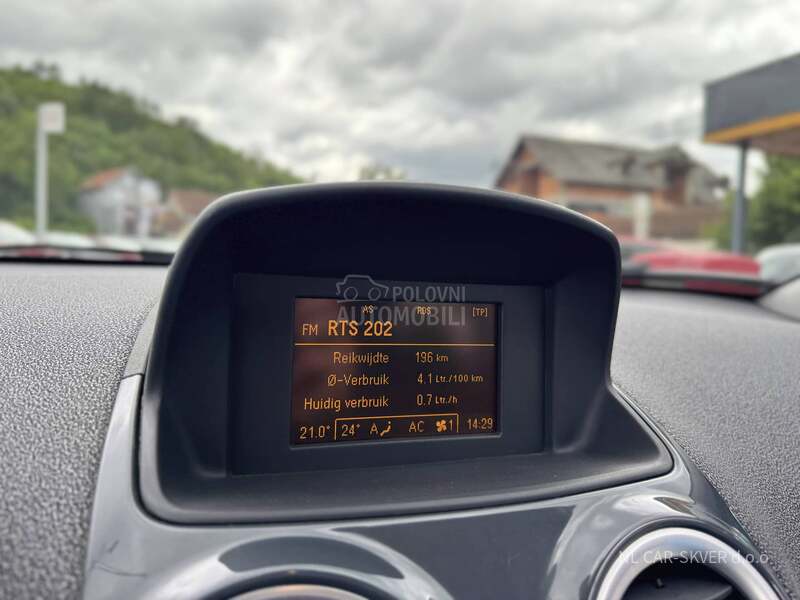 POLOVNI
AUTOMOBILI
AS RDS [TP]
FM RTS 202
Reikwijdte 196 km
Ø-Verbruik 4.1 Ltr./100 km
Huidig verbruik 0.7 Ltr./h
21.0° 24° A AC 1 14:29
NL CAR-SKVER d.o.o